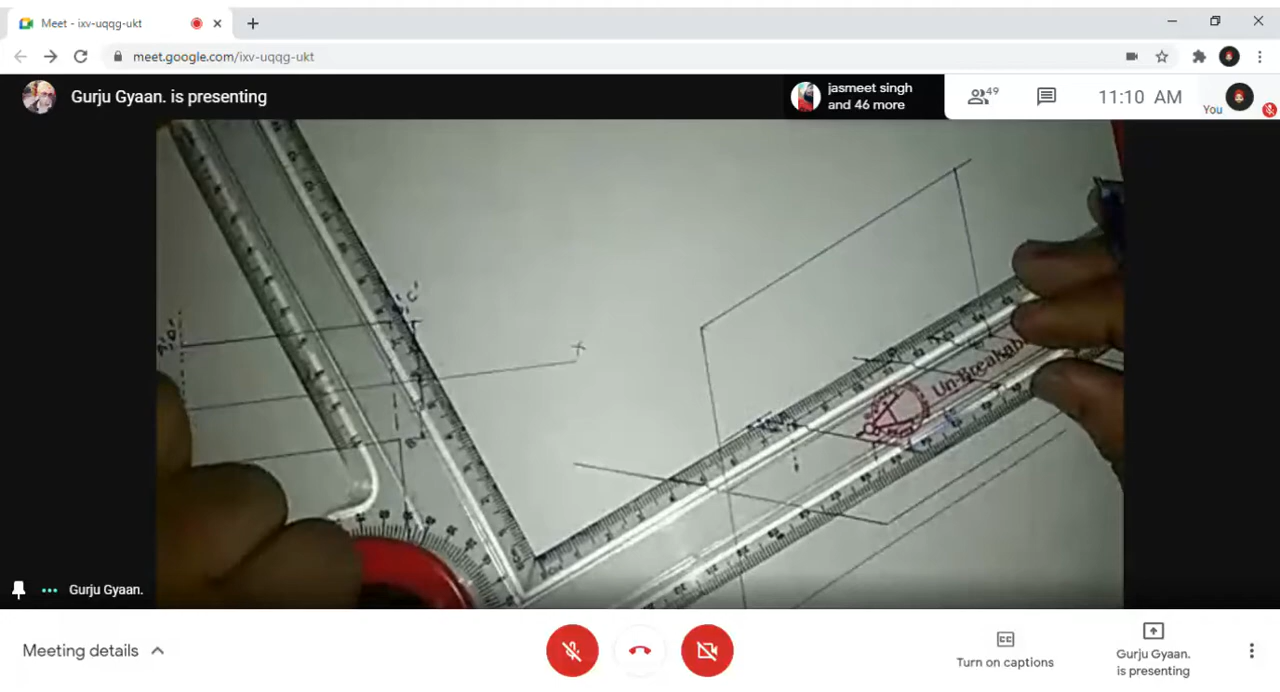 Meet - ixv-uqqg-ukt
meet.google.com/ixv-uqqg-ukt
Gurju Gyaan. is presenting
jasmeet singh
and 46 more
49
11:10 AM
You
Un-Breakab
Gurju Gyaan.
Meeting details
Turn on captions
Gurju Gyaan.
is presenting